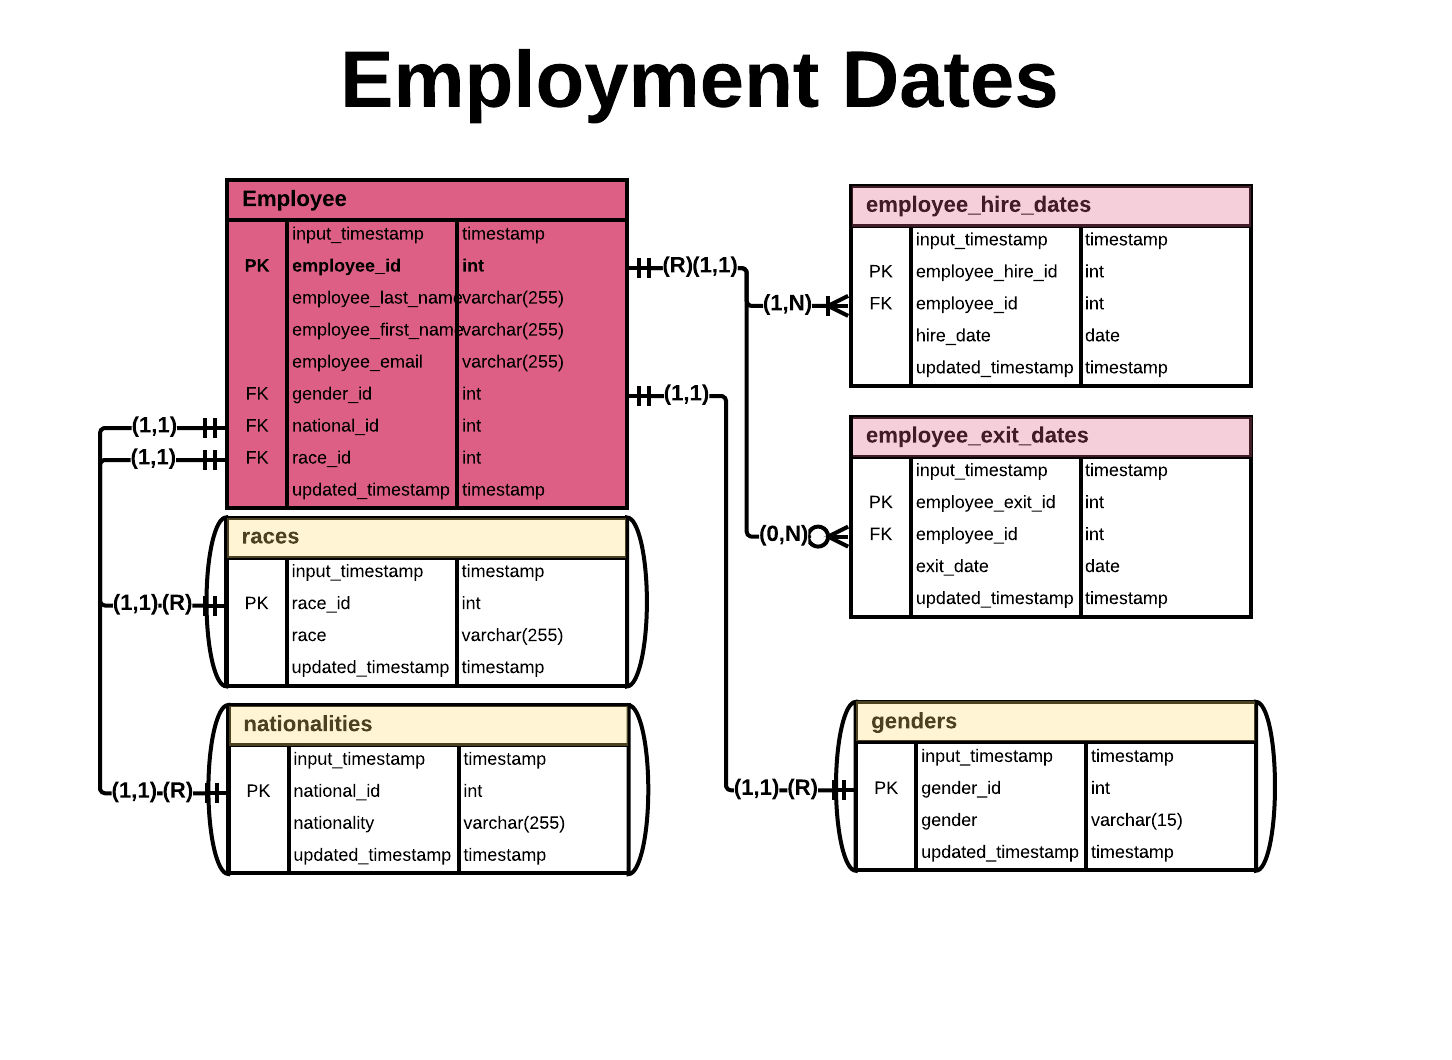 Employment Dates
Employee
input_timestamp timestamp
PK employee_id int
employee_last_name varchar(255)
employee_first_name varchar(255)
employee_email varchar(255)
FK gender_id int
FK national_id int
FK race_id int
updated_timestamp timestamp
(R)(1,1)
(1,1)
(1,1)
(1,1)
races
input_timestamp timestamp
PK race_id int
race varchar(255)
updated_timestamp timestamp
(1,1)-(R)
nationalities
input_timestamp timestamp
PK national_id int
nationality varchar(255)
updated_timestamp timestamp
(1,1)-(R)
employee_hire_dates
input_timestamp timestamp
PK employee_hire_id int
FK employee_id int
hire_date date
updated_timestamp timestamp
(1,N)
employee_exit_dates
input_timestamp timestamp
PK employee_exit_id int
FK employee_id int
exit_date date
updated_timestamp timestamp
(0,N)
genders
input_timestamp timestamp
PK gender_id int
gender varchar(15)
updated_timestamp timestamp
(1,1)-(R)